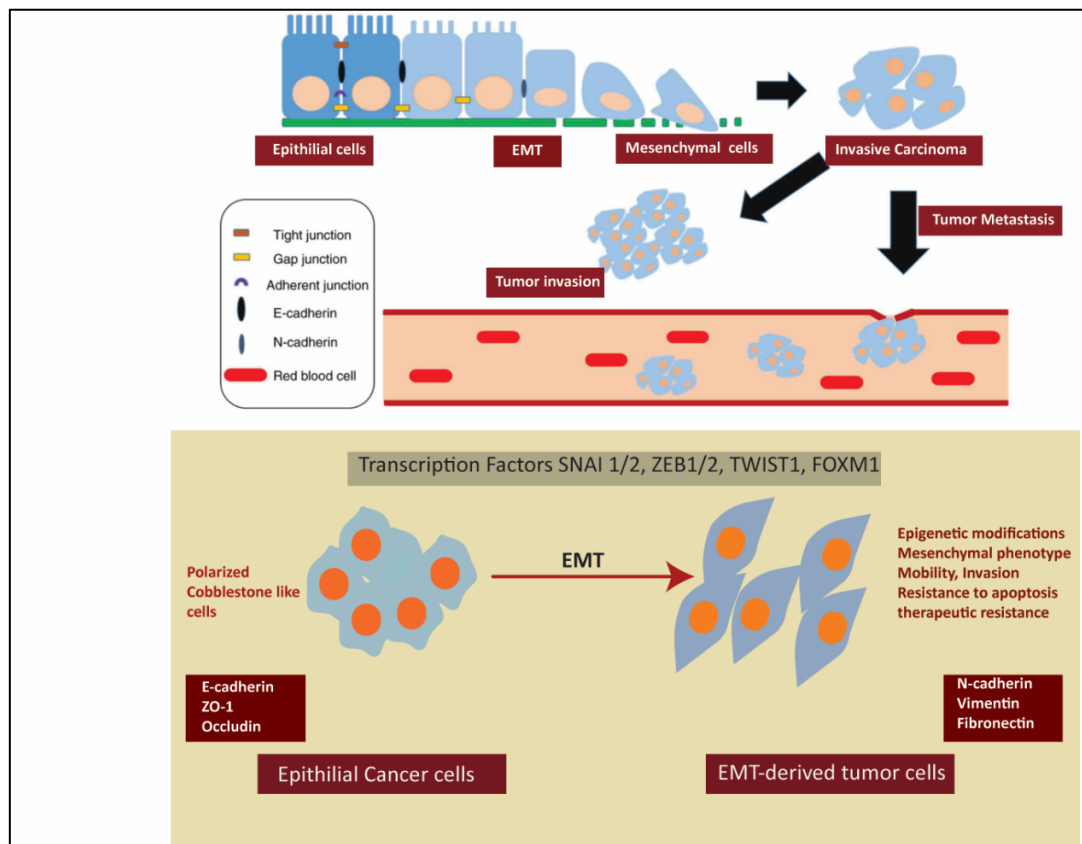 Epithilial cells
EMT
Mesenchymal cells
Invasive Carcinoma
Tumor Metastasis
Tumor invasion
Tight junction
Gap junction
Adherent junction
E-cadherin
N-cadherin
Red blood cell
Transcription Factors SNAI 1/2, ZEB1/2, TWIST1, FOXM1
Polarized
Cobblestone like
cells
EMT
Epigenetic modifications
Mesenchymal phenotype
Mobility, Invasion
Resistance to apoptosis
therapeutic resistance
E-cadherin
ZO-1
Occludin
N-cadherin
Vimentin
Fibronectin
Epithilial Cancer cells
EMT-derived tumor cells